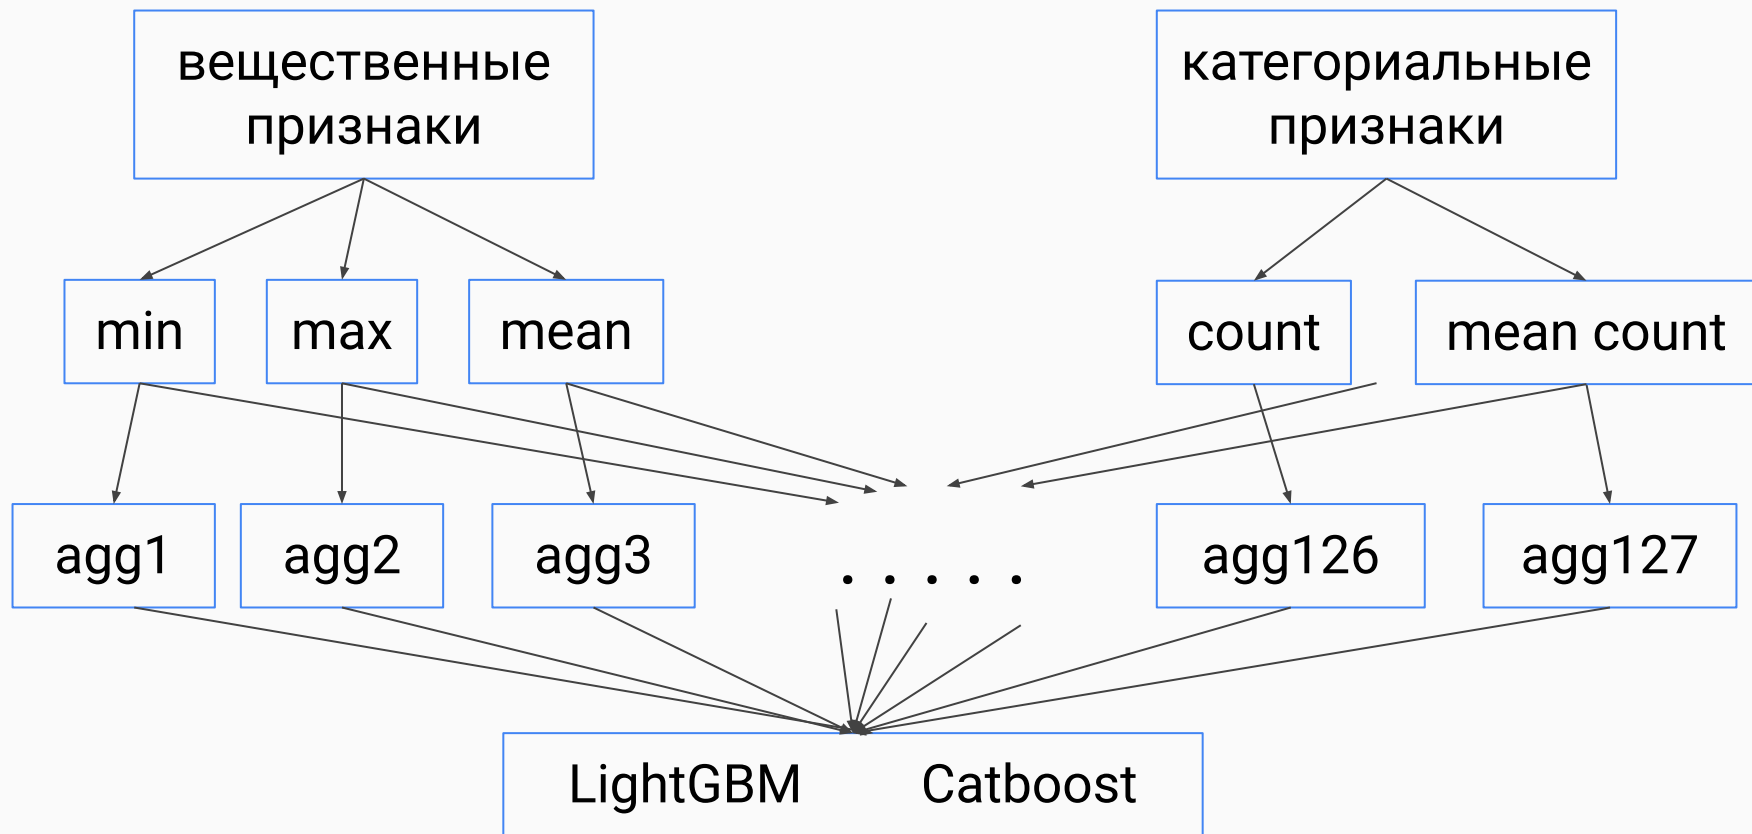 вещественные
признаки
категориальные
признаки
min
max
mean
count
mean count
agg1
agg2
agg3
. . . . .
agg126
agg127
LightGBM
Catboost